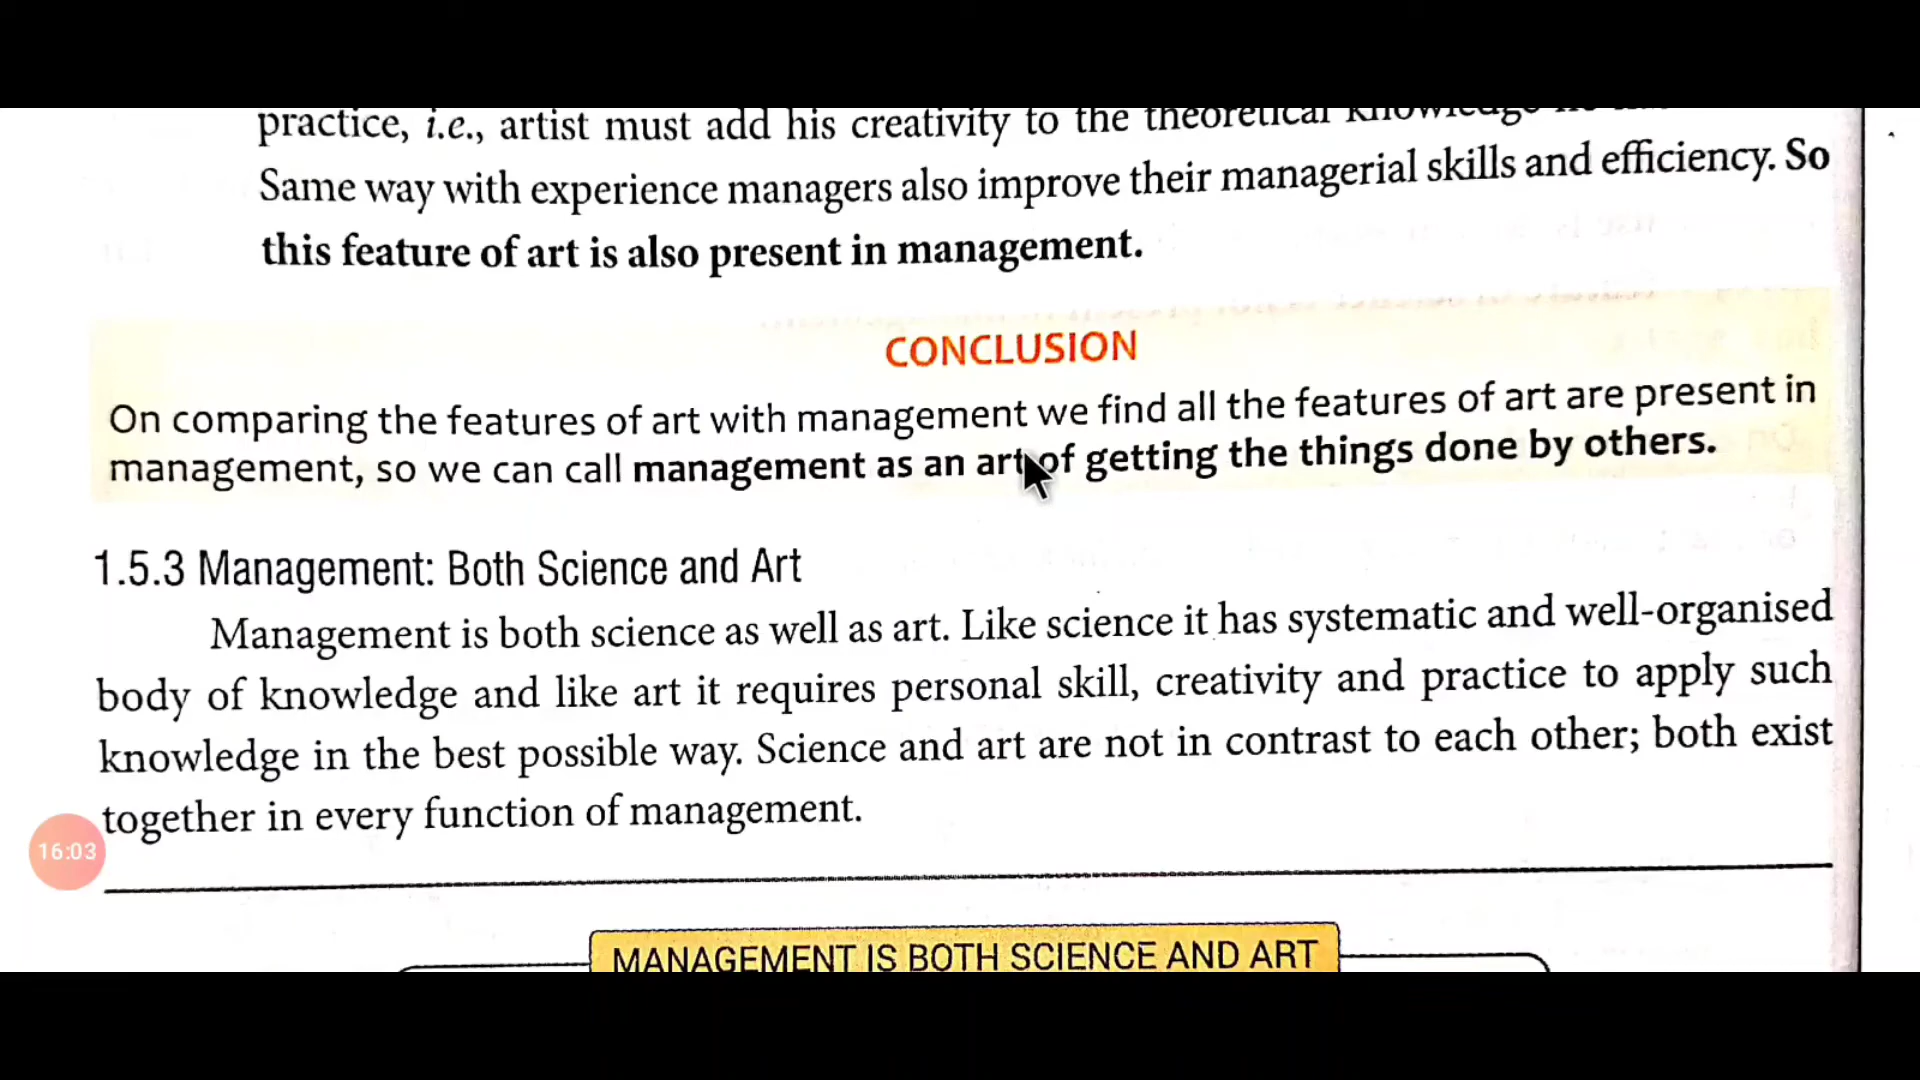 practice, i.e., artist must add his creativity to the theoretical knowledge he
Same way with experience managers also improve their managerial skills and efficiency. So
this feature of art is also present in management.
CONCLUSION
On comparing the features of art with management we find all the features of art are present in
management, so we can call management as an art of getting the things done by others.
1.5.3 Management: Both Science and Art
Management is both science as well as art. Like science it has systematic and well-organised
body of knowledge and like art it requires personal skill, creativity and practice to apply such
knowledge in the best possible way. Science and art are not in contrast to each other; both exist
together in every function of management.
16:03
MANAGEMENT IS BOTH SCIENCE AND ART